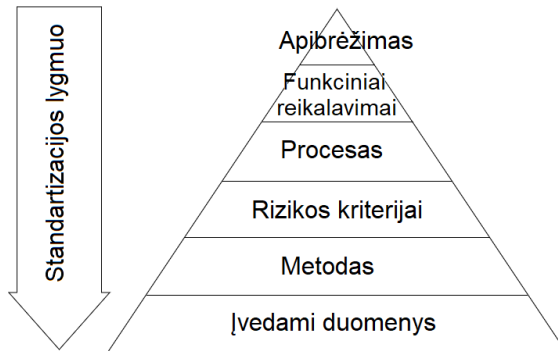 Standartizacijos lygmuo
Apibrėžimas
Funkciniai
reikalavimai
Procesas
Rizikos kriterijai
Metodas
Įvedami duomenys